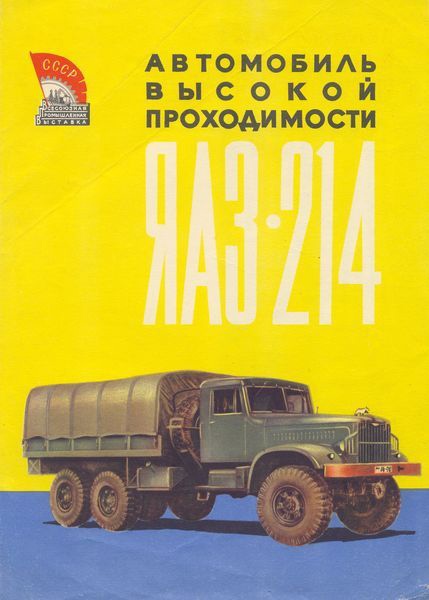 СССР
ВСЕСОЮЗНАЯ
ПРОМЫШЛЕННАЯ
ВЫСТАВКА
АВТОМОБИЛЬ
ВЫСОКОЙ
ПРОХОДИМОСТИ
ЯАЗ·214